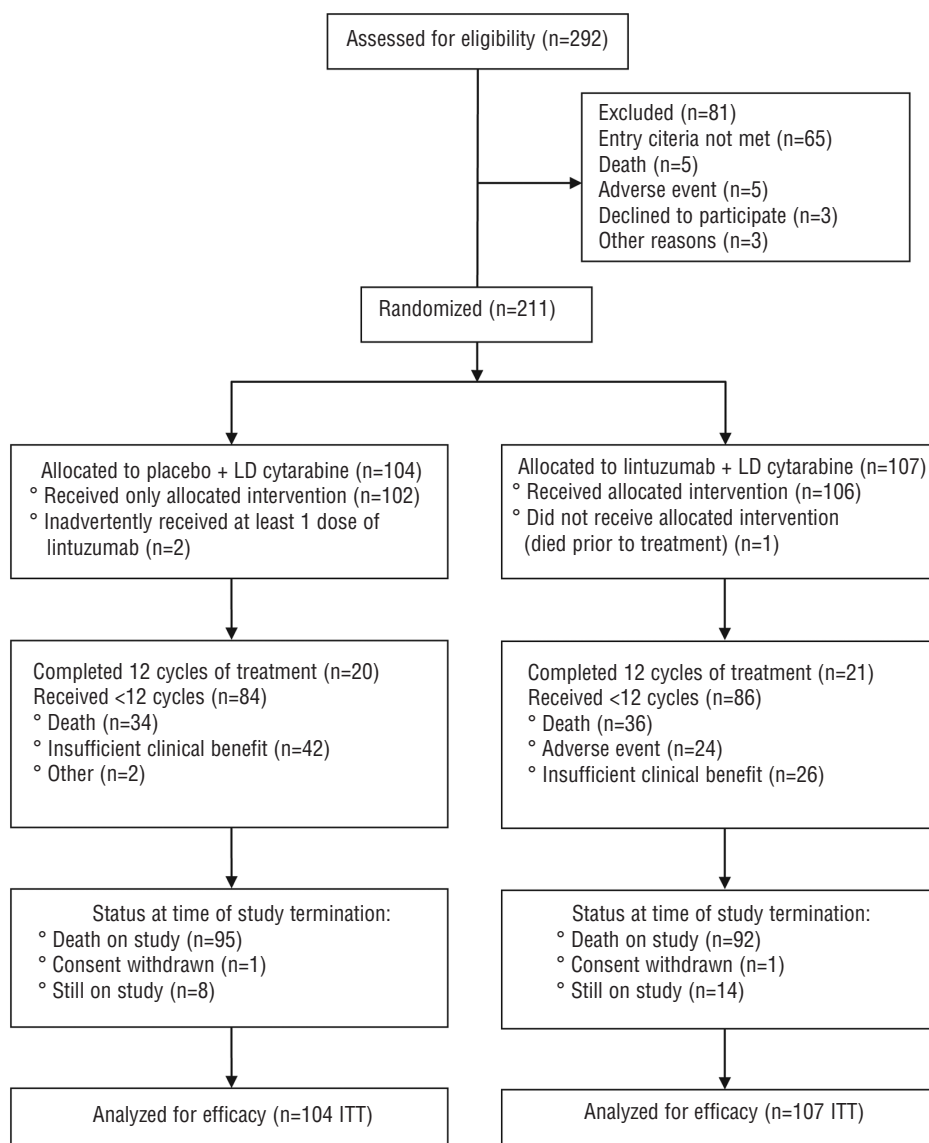 Assessed for eligibility (n=292)
Excluded (n=81)
Entry citeria not met (n=65)
Death (n=5)
Adverse event (n=5)
Declined to participate (n=3)
Other reasons (n=3)
Randomized (n=211)
Allocated to placebo + LD cytarabine (n=104)
° Received only allocated intervention (n=102)
° Inadvertently received at least 1 dose of
lintuzumab (n=2)
Allocated to lintuzumab + LD cytarabine (n=107)
° Received allocated intervention (n=106)
° Did not receive allocated intervention
(died prior to treatment) (n=1)
Completed 12 cycles of treatment (n=20)
Received <12 cycles (n=84)
° Death (n=34)
° Insufficient clinical benefit (n=42)
° Other (n=2)
Completed 12 cycles of treatment (n=21)
Received <12 cycles (n=86)
° Death (n=36)
° Adverse event (n=24)
° Insufficient clinical benefit (n=26)
Status at time of study termination:
° Death on study (n=95)
° Consent withdrawn (n=1)
° Still on study (n=8)
Status at time of study termination:
° Death on study (n=92)
° Consent withdrawn (n=1)
° Still on study (n=14)
Analyzed for efficacy (n=104 ITT)
Analyzed for efficacy (n=107 ITT)